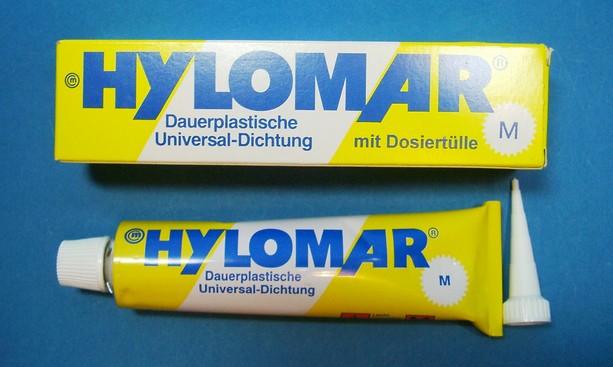 HYLOMAR®
Dauerplastische
Universal-Dichtung
mit Dosiertülle
M
HYLOMAR®
Dauerplastische
Universal-Dichtung
M